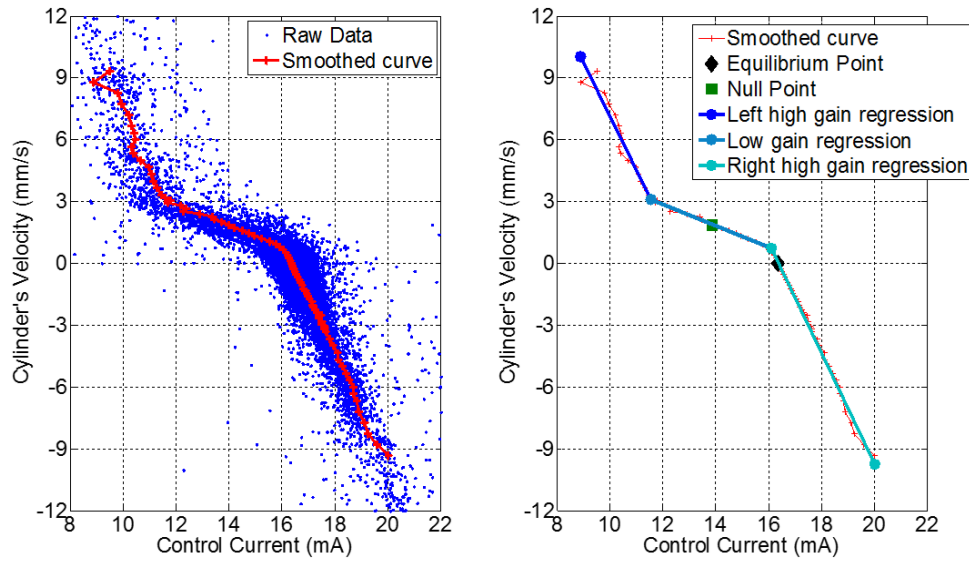 12
9
6
3
0
-3
-6
-9
-12
8
10
12
14
16
18
20
22
Cylinder's Velocity (mm/s)
Control Current (mA)
Raw Data
Smoothed curve
12
9
6
3
0
-3
-6
-9
-12
8
10
12
14
16
18
20
22
Cylinder's Velocity (mm/s)
Control Current (mA)
Smoothed curve
Equilibrium Point
Null Point
Left high gain regression
Low gain regression
Right high gain regression